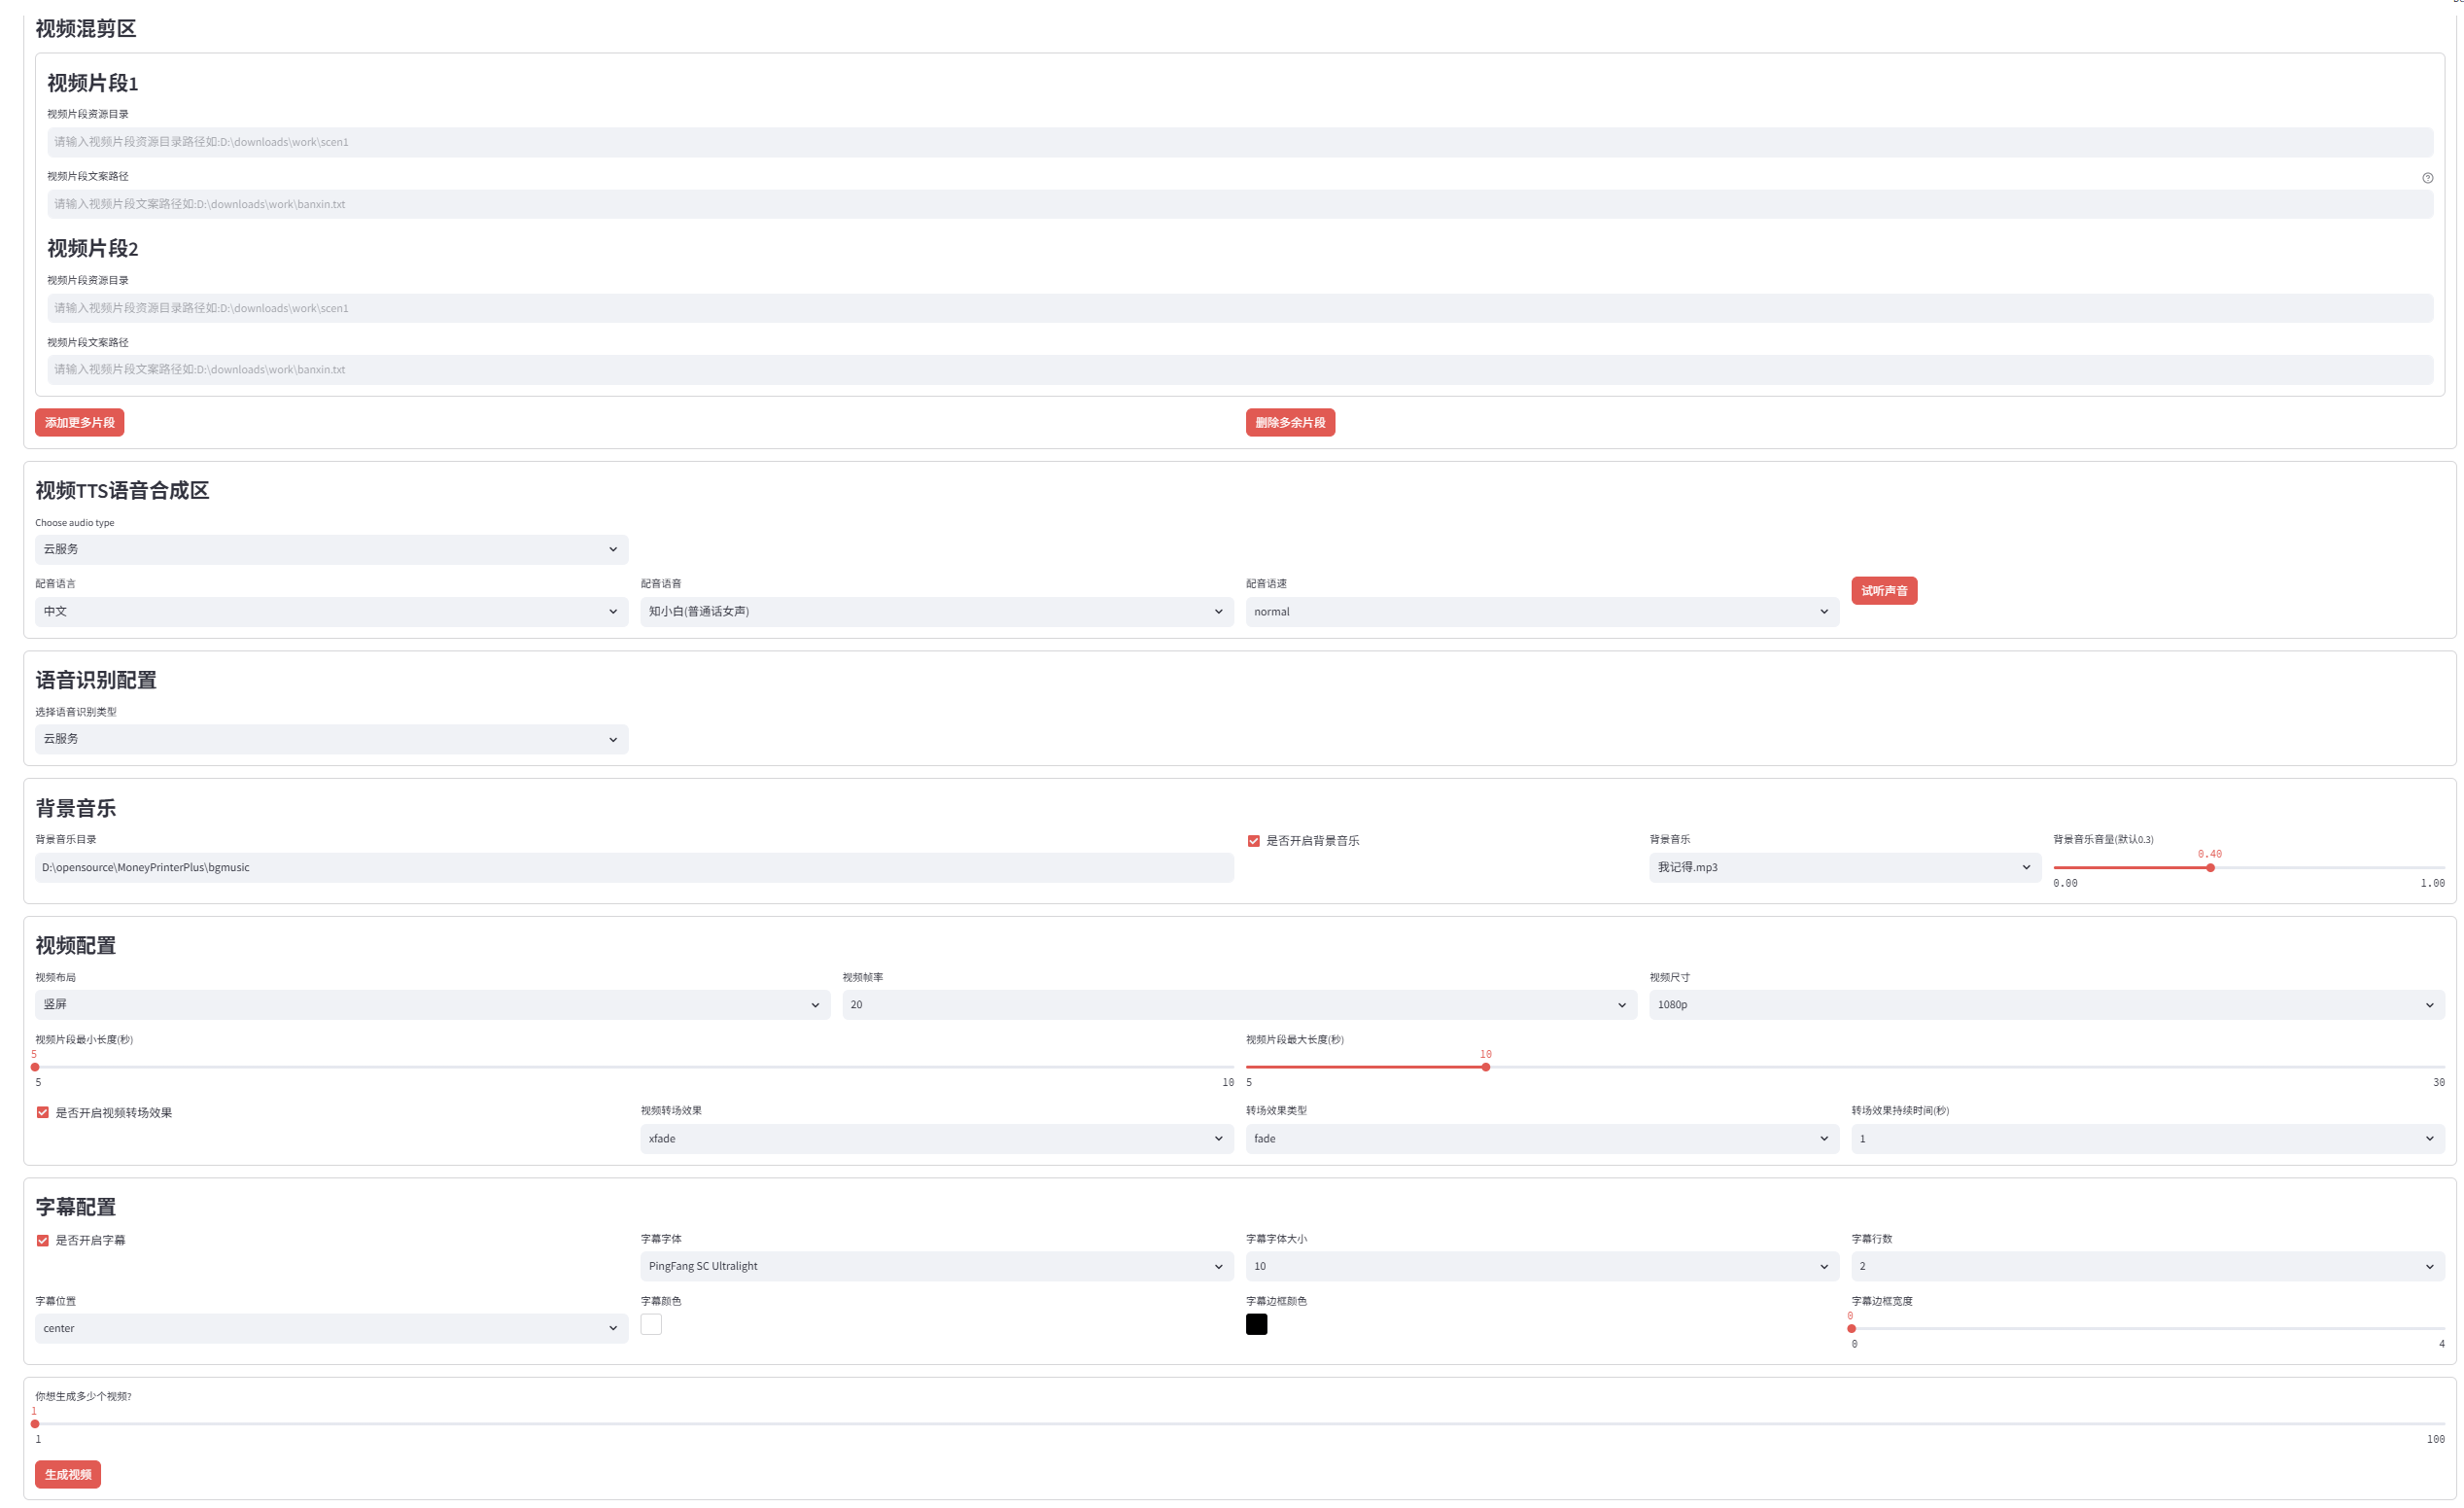 视频混剪区
视频片段1
视频片段资源目录
请输入视频片段资源目录路径如:D:\downloads\work\scen1
视频片段文案路径
请输入视频片段文案路径如:D:\downloads\work\banxin.txt
视频片段2
视频片段资源目录
请输入视频片段资源目录路径如:D:\downloads\work\scen1
视频片段文案路径
请输入视频片段文案路径如:D:\downloads\work\banxin.txt
添加更多片段 删除多余片段
视频TTS语音合成区
Choose audio type
云服务
配音语言 配音语音 配音语速
中文 知小白(普通话女声) normal 试听声音
语音识别配置
选择语音识别类型
云服务
背景音乐
背景音乐目录 是否开启背景音乐 背景音乐 背景音乐音量(默认0.3)
0.40
D:\opensource\MoneyPrinterPlus\bgmusic 我记得.mp3
0.00 1.00
视频配置
视频布局 视频帧率 视频尺寸
竖屏 20 1080p
视频片段最小长度(秒) 视频片段最大长度(秒)
5 10
5 10 5 30
是否开启视频转场效果 视频转场效果 转场效果类型 转场效果持续时间(秒)
xfade fade 1
字幕配置
是否开启字幕 字幕字体 字幕字体大小 字幕行数
PingFang SC Ultralight 10 2
字幕位置 字幕颜色 字幕边框颜色 字幕边框宽度
0
center
0 4
你想生成多少个视频?
1
1 100
生成视频